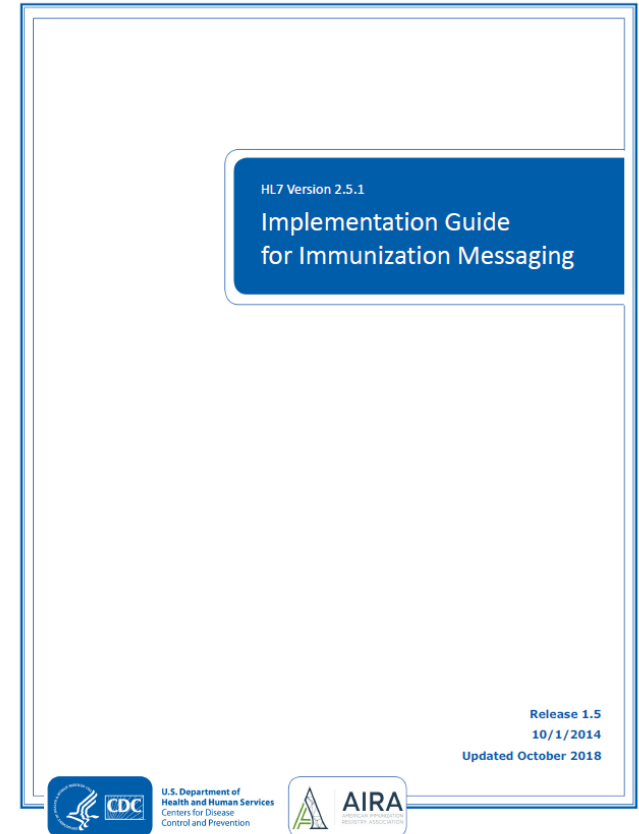 HL7 Version 2.5.1
Implementation Guide
for Immunization Messaging
Release 1.5
10/1/2014
Updated October 2018
CDC
U.S. Department of
Health and Human Services
Centers for Disease
Control and Prevention
AIRA
AMERICAN IMMUNIZATION
REGISTRY ASSOCIATION